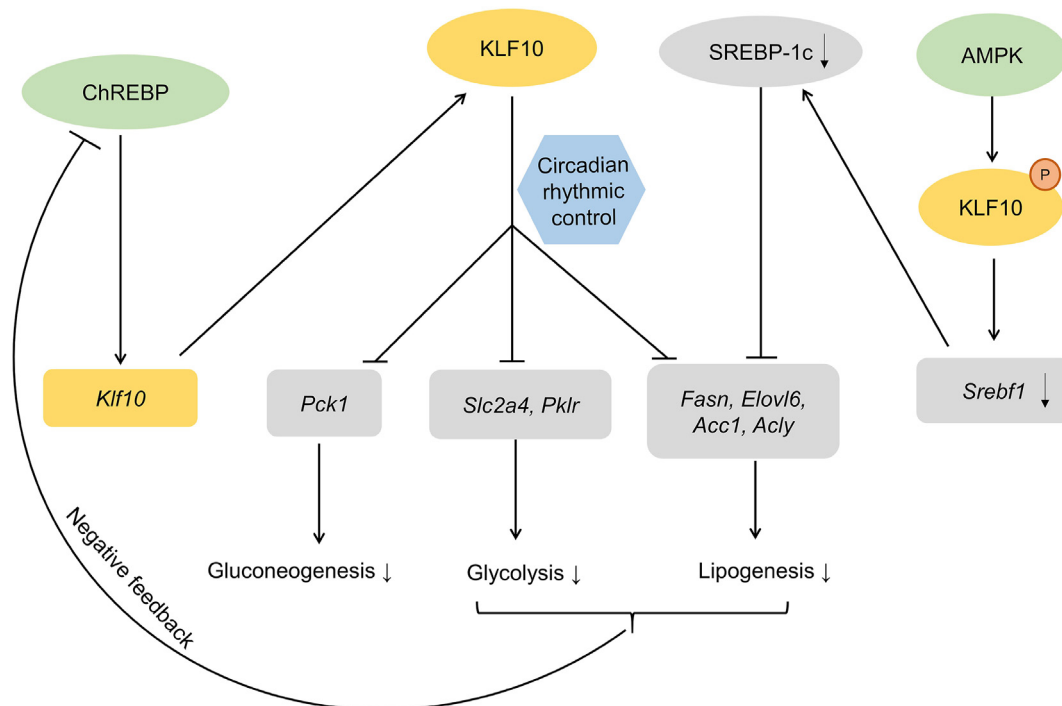 ChREBP
KLF10
SREBP-1c ↓
AMPK
Circadian
rhythmic
control
P
KLF10
Klf10
Pck1
Slc2a4, Pklr
Fasn, Elovl6,
Acc1, Acly
Srebf1 ↓
Gluconeogenesis ↓
Glycolysis ↓
Lipogenesis ↓
Negative feedback